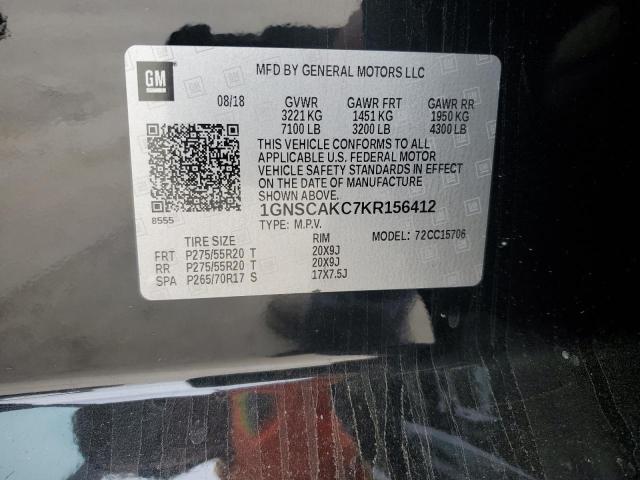 GM
MFD BY GENERAL MOTORS LLC
08/18 GVWR GAWR FRT GAWR RR
3221 KG 1451 KG 1950 KG
7100 LB 3200 LB 4300 LB
THIS VEHICLE CONFORMS TO ALL
APPLICABLE U.S. FEDERAL MOTOR
VEHICLE SAFETY STANDARDS IN EFFECT
ON THE DATE OF MANUFACTURE SHOWN ABOVE.
8555
1GNSCAKC7KR156412
TYPE: M.P.V.
TIRE SIZE RIM MODEL: 72CC15706
FRT P275/55R20 T 20X9J
RR P275/55R20 T 20X9J
SPA P265/70R17 S 17X7.5J